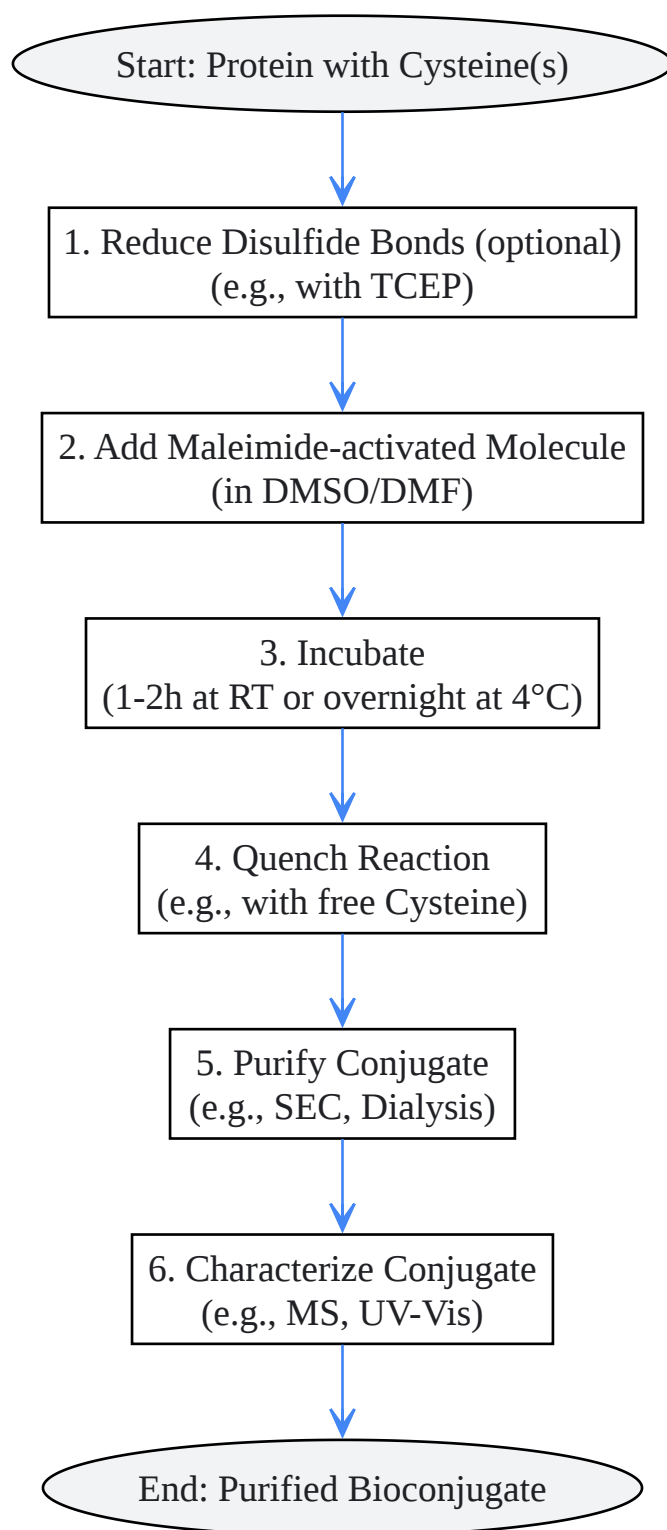 Start: Protein with Cysteine(s)
1. Reduce Disulfide Bonds (optional)
(e.g., with TCEP)
2. Add Maleimide-activated Molecule
(in DMSO/DMF)
3. Incubate
(1-2h at RT or overnight at 4°C)
4. Quench Reaction
(e.g., with free Cysteine)
5. Purify Conjugate
(e.g., SEC, Dialysis)
6. Characterize Conjugate
(e.g., MS, UV-Vis)
End: Purified Bioconjugate